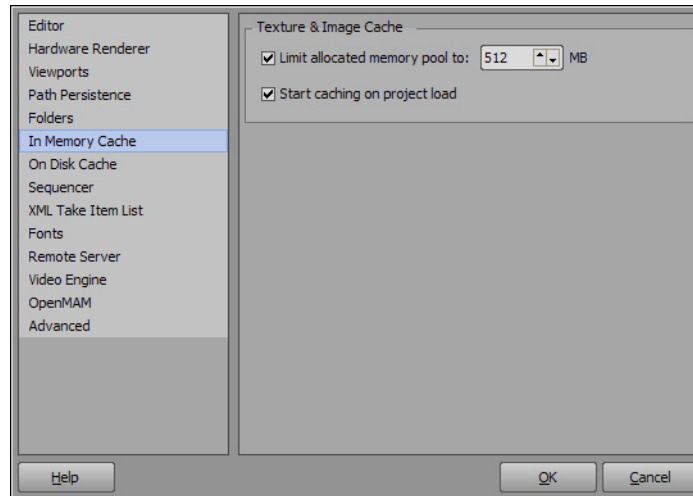 Editor
Hardware Renderer
Viewports
Path Persistence
Folders
In Memory Cache
On Disk Cache
Sequencer
XML Take Item List
Fonts
Remote Server
Video Engine
OpenMAM
Advanced
Texture & Image Cache
Limit allocated memory pool to: 512 MB
Start caching on project load
Help
OK
Cancel